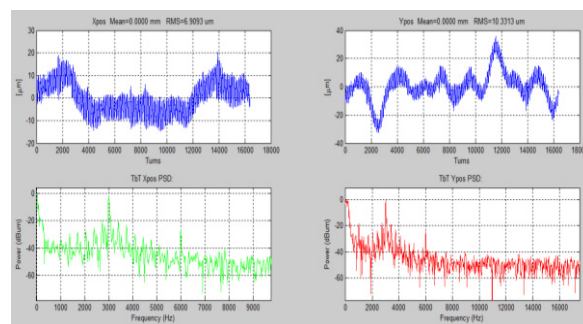 Xpos Mean=0.0000 mm RMS=6.9093 um
[μm]
30
20
10
0
-10
-20
0 2000 4000 6000 8000 10000 12000 14000 16000 18000
Turns
Ypos Mean=0.0000 mm RMS=10.3313 um
[μm]
40
20
0
-20
-40
0 2000 4000 6000 8000 10000 12000 14000 16000 1800
Turns
TbT Xpos PSD:
Power (dBum)
0
-20
-40
-60
0 1000 2000 3000 4000 5000 6000 7000 8000 9000
Frequency (Hz)
TbT Ypos PSD:
Power (dBum)
0
-20
-40
-60
0 2000 4000 6000 8000 10000 12000 14000 16000
Frequency (Hz)